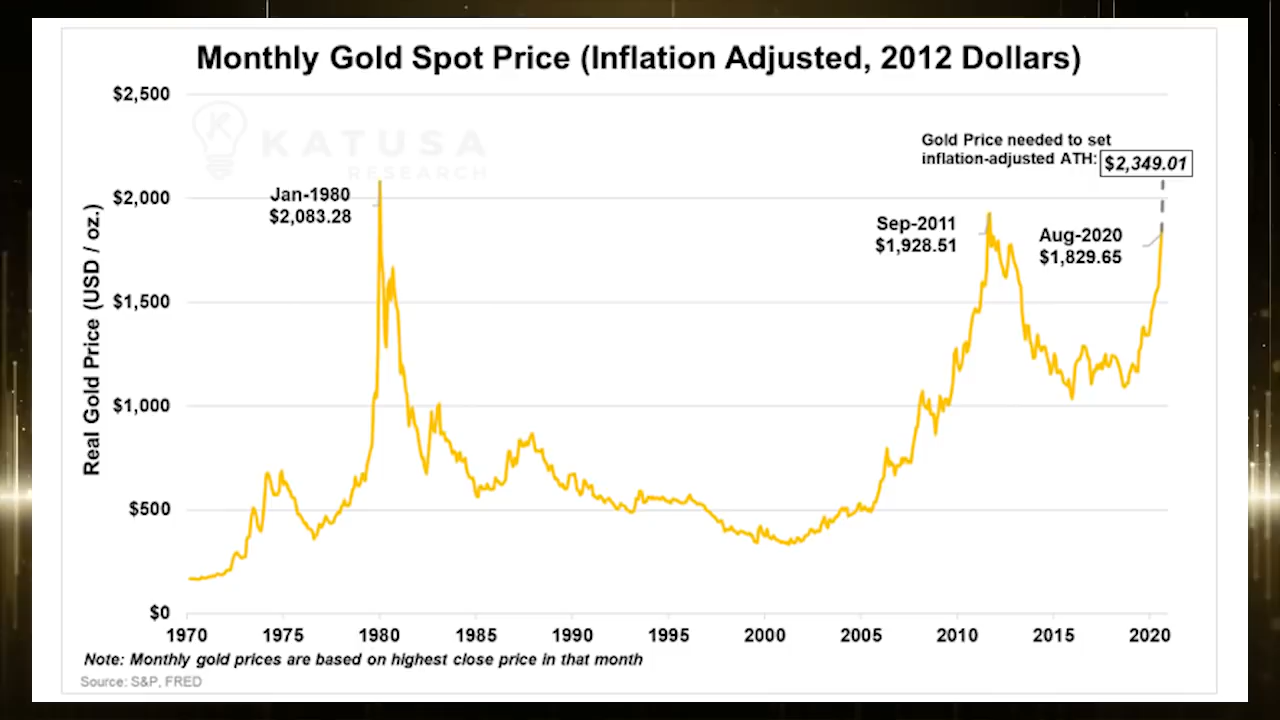 Monthly Gold Spot Price (Inflation Adjusted, 2012 Dollars)
$2,500
KATUSA
RESEARCH
Gold Price needed to set
inflation-adjusted ATH: $2,349.01
Jan-1980
$2,083.28
$2,000
Sep-2011
$1,928.51
Aug-2020
$1,829.65
Real Gold Price (USD / oz.)
$1,500
$1,000
$500
$0
1970 1975 1980 1985 1990 1995 2000 2005 2010 2015 2020
Note: Monthly gold prices are based on highest close price in that month
Source: S&P, FRED